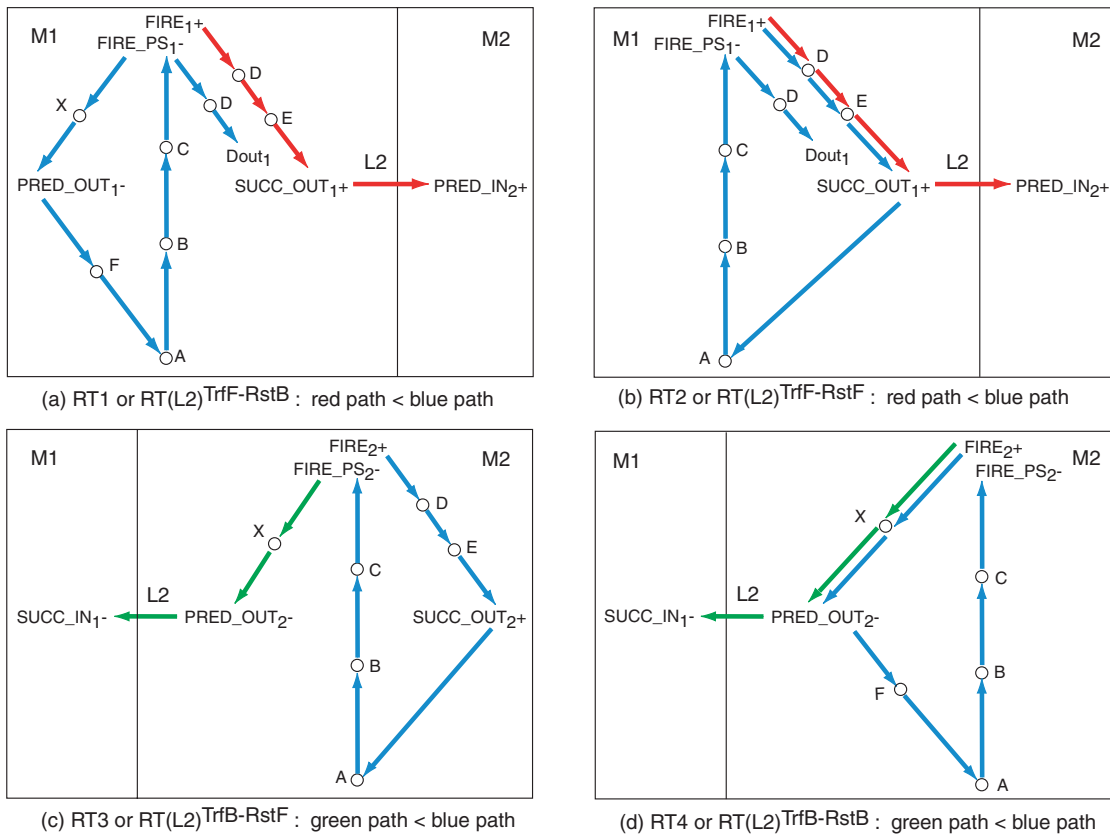 M1
FIRE1+
FIRE_PS1-
M2
D
X
D
E
C
Dout1
L2
PRED_OUT1-
SUCC_OUT1+
PRED_IN2+
B
F
A
(a) RT1 or RT(L2)TrfF-RstB : red path < blue path
M1
FIRE1+
FIRE_PS1-
M2
D
D
E
C
Dout1
L2
SUCC_OUT1+
PRED_IN2+
B
A
(b) RT2 or RT(L2)TrfF-RstF : red path < blue path
M1
FIRE2+
FIRE_PS2-
M2
D
X
E
C
L2
SUCC_IN1-
PRED_OUT2-
SUCC_OUT2+
B
A
(c) RT3 or RT(L2)TrfB-RstF : green path < blue path
M1
FIRE2+
FIRE_PS2-
M2
X
C
L2
SUCC_IN1-
PRED_OUT2-
B
F
A
(d) RT4 or RT(L2)TrfB-RstB : green path < blue path